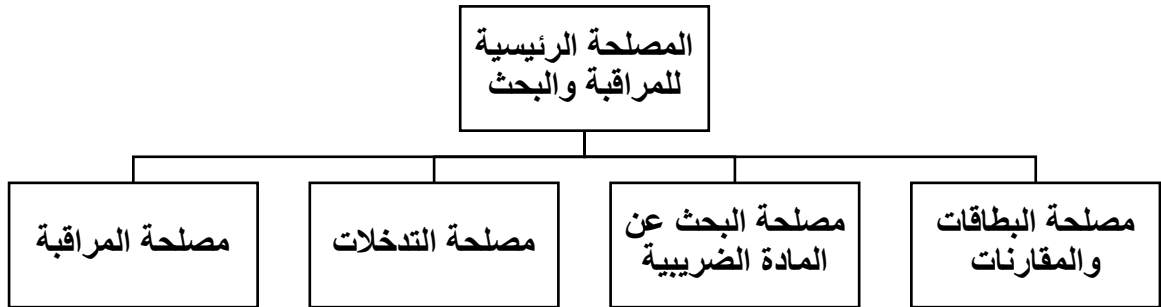 المصلحة الرئيسية
للمراقبة والبحث
مصلحة البطاقات
والمقارنات
مصلحة البحث عن
المادة الضريبية
مصلحة التدخلات
مصلحة المراقبة